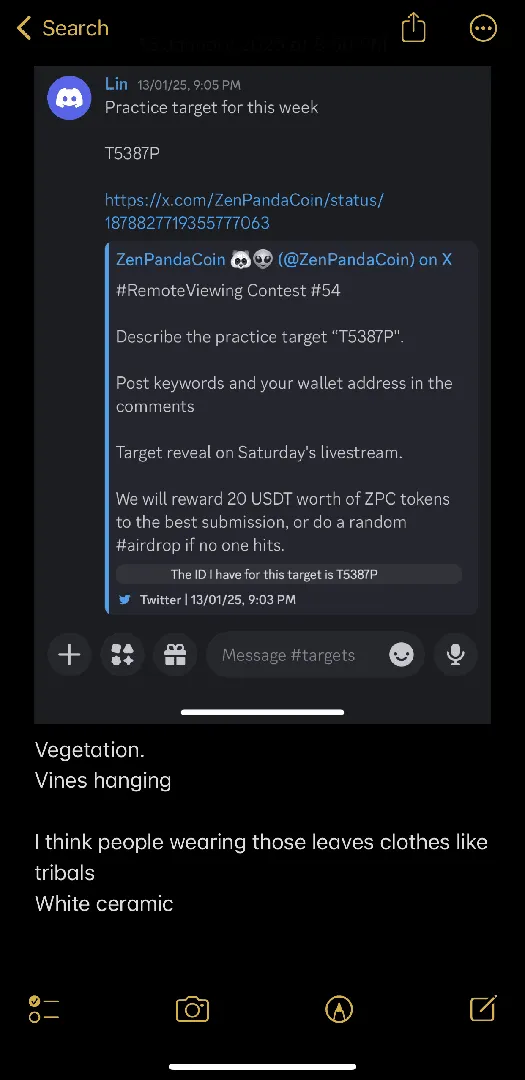 Search
Lin 13/01/25, 9:05 PM
Practice target for this week
T5387P
https://x.com/ZenPandaCoin/status/
1878827719355777063
ZenPandaCoin 🐼👽 (@ZenPandaCoin) on X
#RemoteViewing Contest #54
Describe the practice target “T5387P".
Post keywords and your wallet address in the
comments
Target reveal on Saturday's livestream.
We will reward 20 USDT worth of ZPC tokens
to the best submission, or do a random
#airdrop if no one hits.
The ID I have for this target is T5387P
Twitter | 13/01/25, 9:03 PM
Message #targets
Vegetation.
Vines hanging
I think people wearing those leaves clothes like
tribals
White ceramic